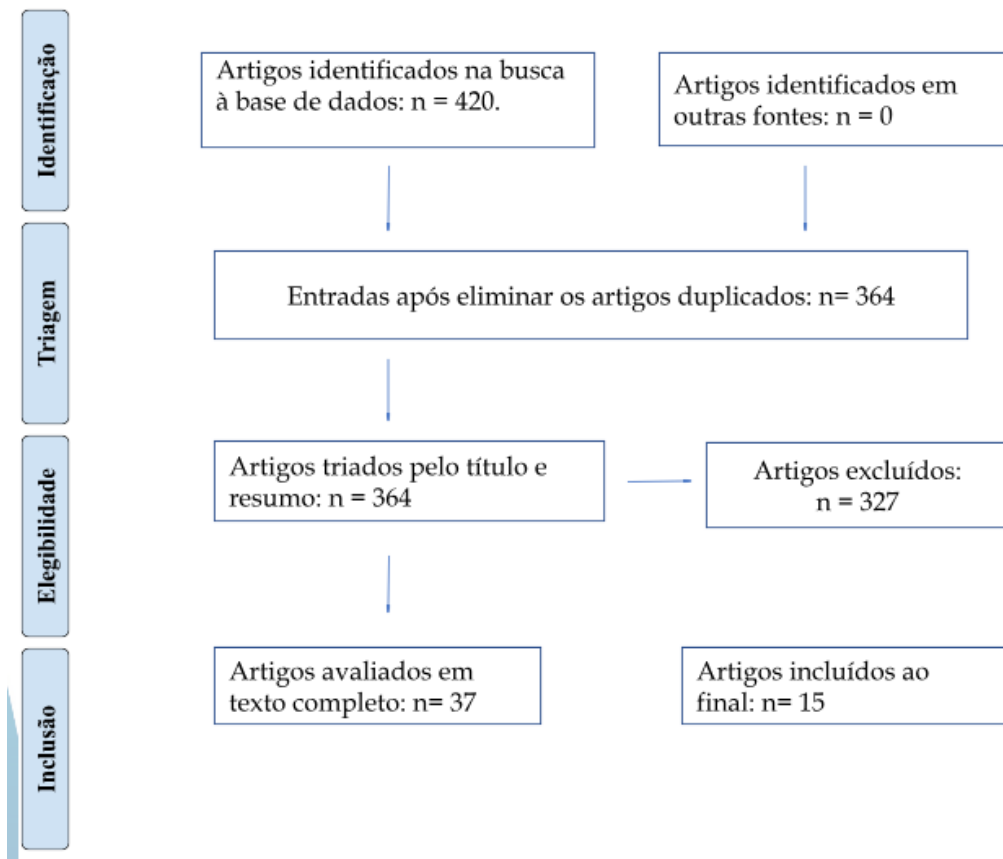 Identificação
Artigos identificados na busca
à base de dados: n = 420.
Artigos identificados em
outras fontes: n = 0
Triagem
Entradas após eliminar os artigos duplicados: n= 364
Elegibilidade
Artigos triados pelo título e
resumo: n = 364
Artigos excluídos:
n = 327
Inclusão
Artigos avaliados em
texto completo: n= 37
Artigos incluídos ao
final: n= 15